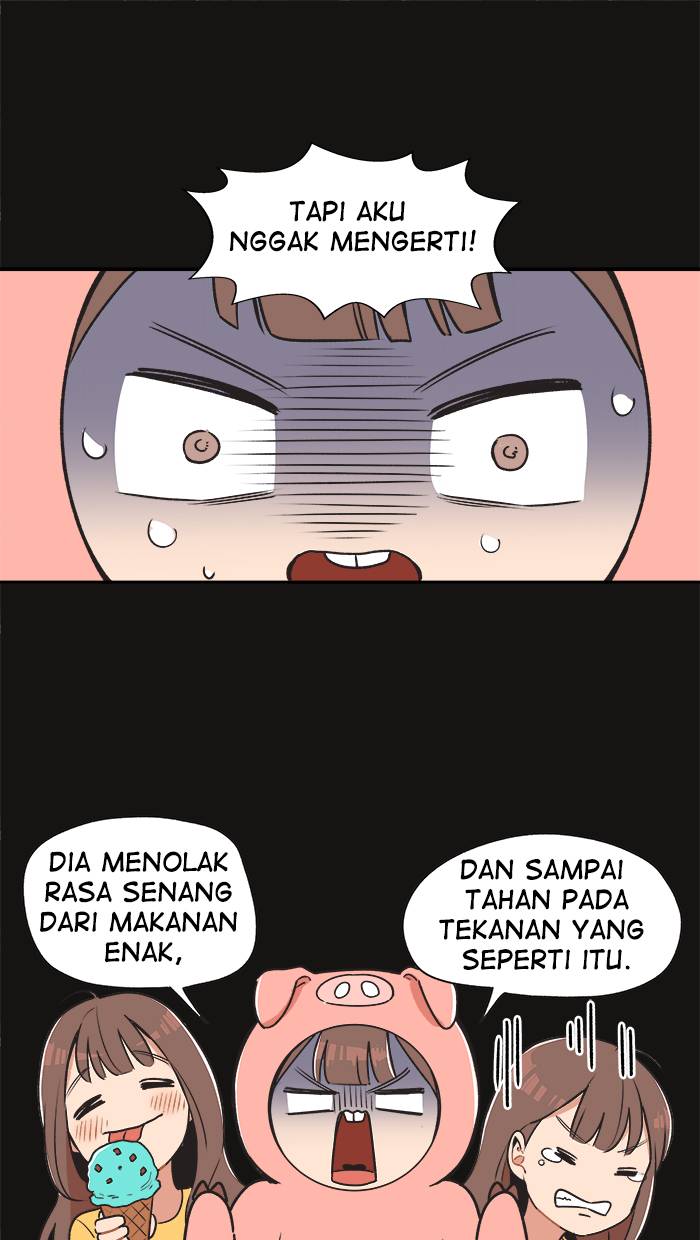 TAPI AKU
NGGAK MENGERTI!
DIA MENOLAK
RASA SENANG
DARI MAKANAN
ENAK,
DAN SAMPAI
TAHAN PADA
TEKANAN YANG
SEPERTI ITU.